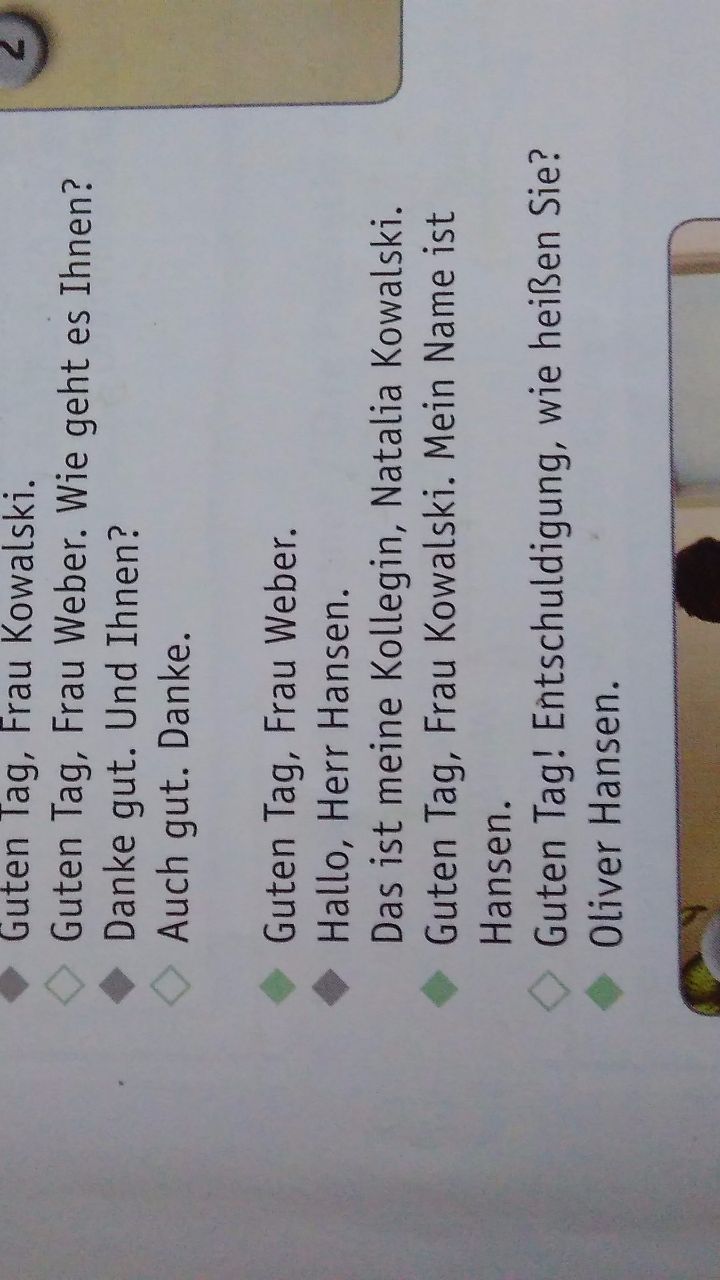 2
Guten Tag, Frau Kowalski.
Guten Tag, Frau Weber. Wie geht es Ihnen?
Danke gut. Und Ihnen?
Auch gut. Danke.
Guten Tag, Frau Weber.
Hallo, Herr Hansen.
Das ist meine Kollegin, Natalia Kowalski.
Guten Tag, Frau Kowalski. Mein Name ist
Hansen.
Guten Tag! Entschuldigung, wie heißen Sie?
Oliver Hansen.